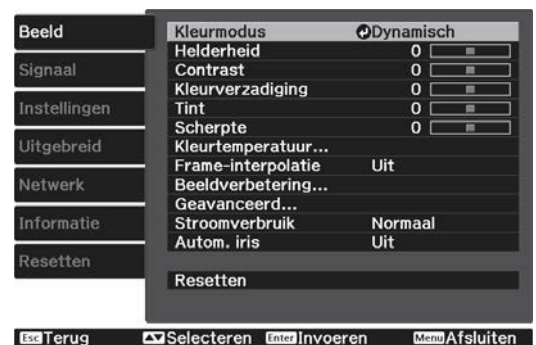 Beeld
Signaal
Instellingen
Uitgebreid
Netwerk
Informatie
Resetten
Kleurmodus Dynamisch
Helderheid 0
Contrast 0
Kleurverzadiging 0
Tint 0
Scherpte 0
Kleurtemperatuur...
Frame-interpolatie Uit
Beeldverbetering...
Geavanceerd...
Stroomverbruik Normaal
Autom. iris Uit
Resetten
Esc Terug Selecteren Enter Invoeren Menu Afsluiten